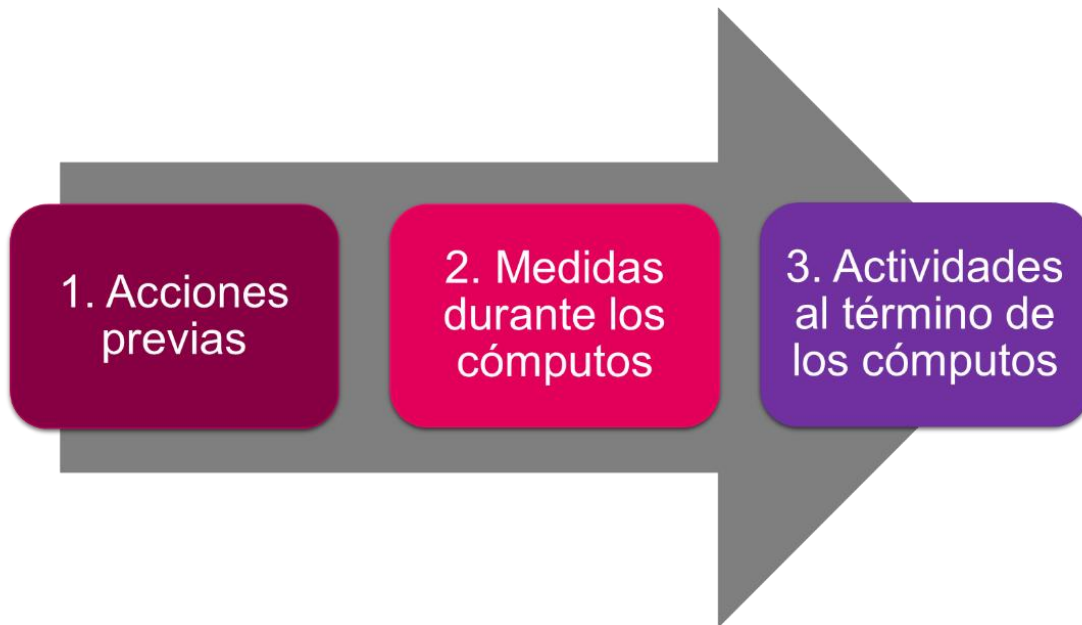 1. Acciones
previas
2. Medidas
durante los
cómputos
3. Actividades
al término de
los cómputos